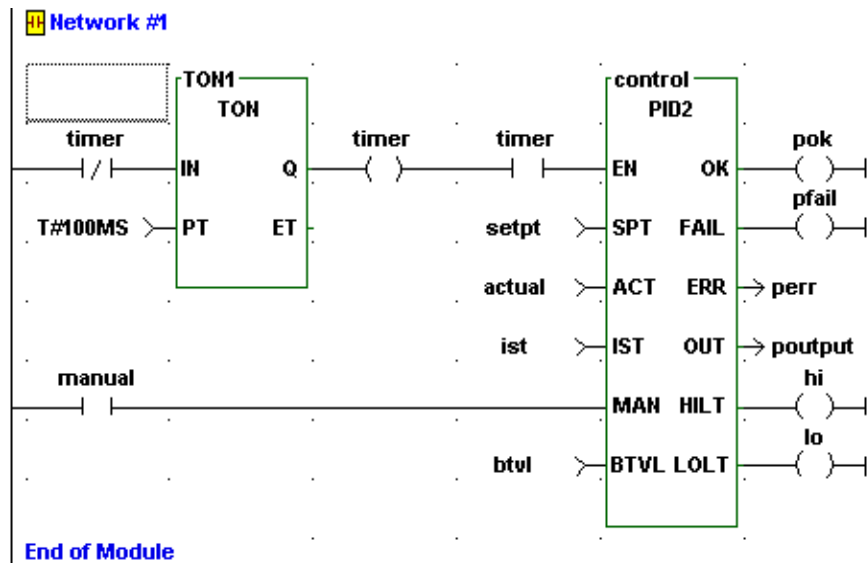 Network #1
TON1
TON
control
PID2
timer
timer
timer
pok
IN Q
EN OK
pfail
T#100MS
PT ET
setpt
SPT FAIL
actual
ACT ERR
perr
ist
IST OUT
poutput
manual
hi
MAN HILT
lo
btvl
BTVL LOLT
End of Module